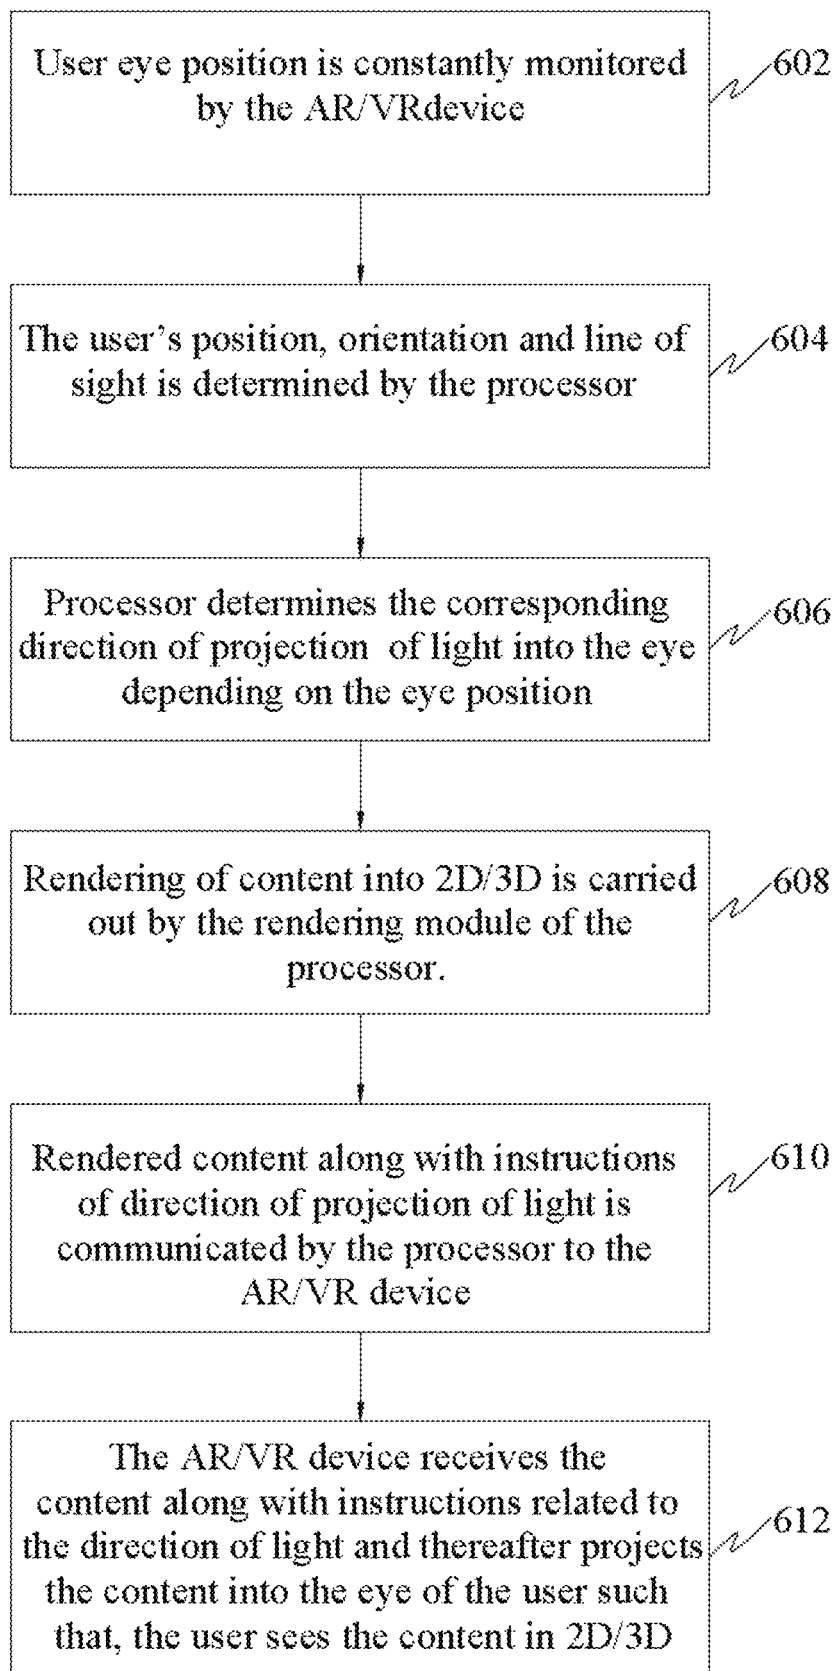 User eye position is constantly monitored
by the AR/VRdevice
602
The user's position, orientation and line of
sight is determined by the processor
604
Processor determines the corresponding
direction of projection of light into the eye
depending on the eye position
606
Rendering of content into 2D/3D is carried
out by the rendering module of the
processor.
608
Rendered content along with instructions
of direction of projection of light is
communicated by the processor to the
AR/VR device
610
The AR/VR device receives the
content along with instructions related to
the direction of light and thereafter projects
the content into the eye of the user such
that, the user sees the content in 2D/3D
612